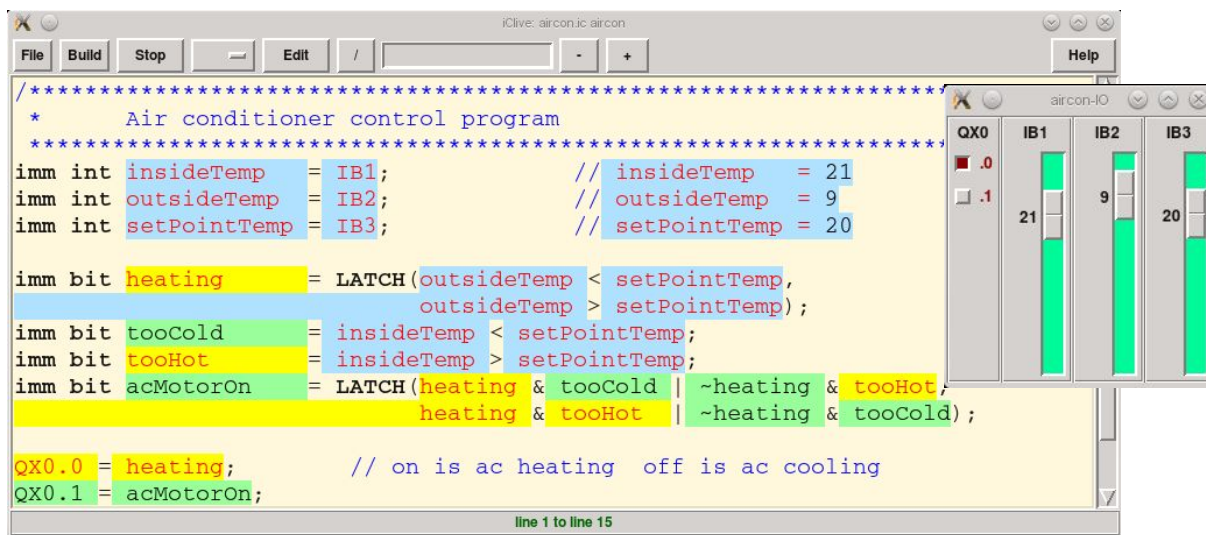 iClive: aircon.ic aircon
File Build Stop Edit / - + Help
/*******************************************************************
* Air conditioner control program
*******************************************************************
imm int insideTemp = IB1; // insideTemp = 21
imm int outsideTemp = IB2; // outsideTemp = 9
imm int setPointTemp = IB3; // setPointTemp = 20
imm bit heating = LATCH(outsideTemp < setPointTemp,
outsideTemp > setPointTemp);
imm bit tooCold = insideTemp < setPointTemp;
imm bit tooHot = insideTemp > setPointTemp;
imm bit acMotorOn = LATCH(heating & tooCold | ~heating & tooHot,
heating & tooHot | ~heating & tooCold);
QX0.0 = heating; // on is ac heating off is ac cooling
QX0.1 = acMotorOn;
line 1 to line 15
aircon-IO
QX0 IB1 IB2 IB3
.0
.1
21 9 20